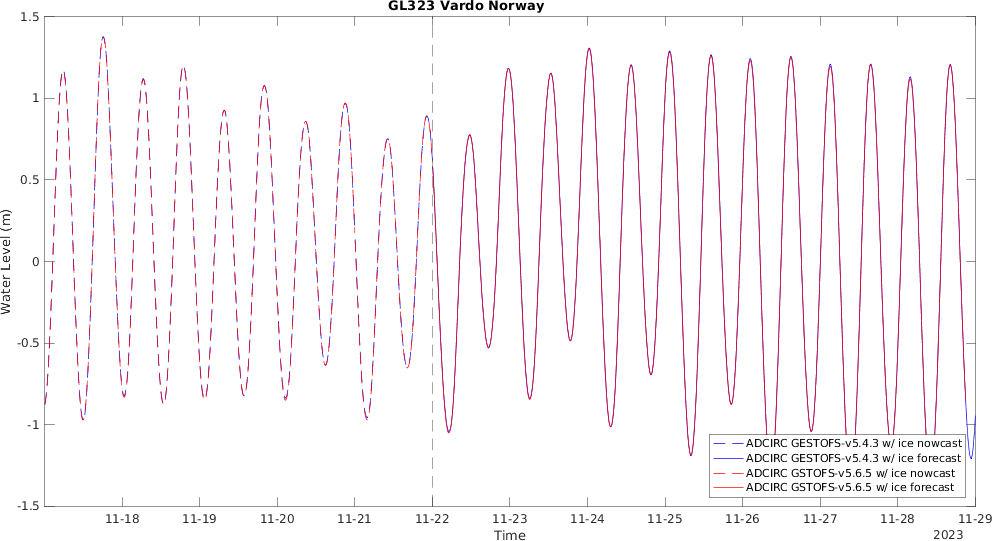 GL323 Vardo Norway
1.5
1
0.5
0
-0.5
-1
-1.5
Water Level (m)
ADCIRC GESTOFS-v5.4.3 w/ ice nowcast
ADCIRC GESTOFS-v5.4.3 w/ ice forecast
ADCIRC GSTOFS-v5.6.5 w/ ice nowcast
ADCIRC GSTOFS-v5.6.5 w/ ice forecast
11-18 11-19 11-20 11-21 11-22 11-23 11-24 11-25 11-26 11-27 11-28 11-29
Time
2023